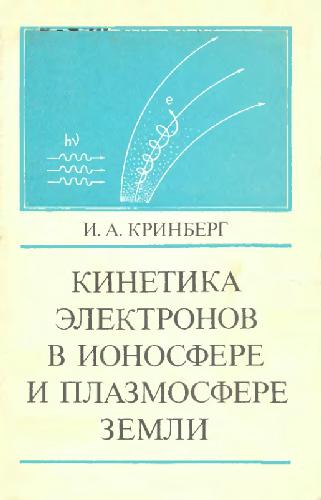 e
hν
И. А. КРИНБЕРГ
КИНЕТИКА
ЭЛЕКТРОНОВ
В ИОНОСФЕРЕ
И ПЛАЗМОСФЕРЕ
ЗЕМЛИ